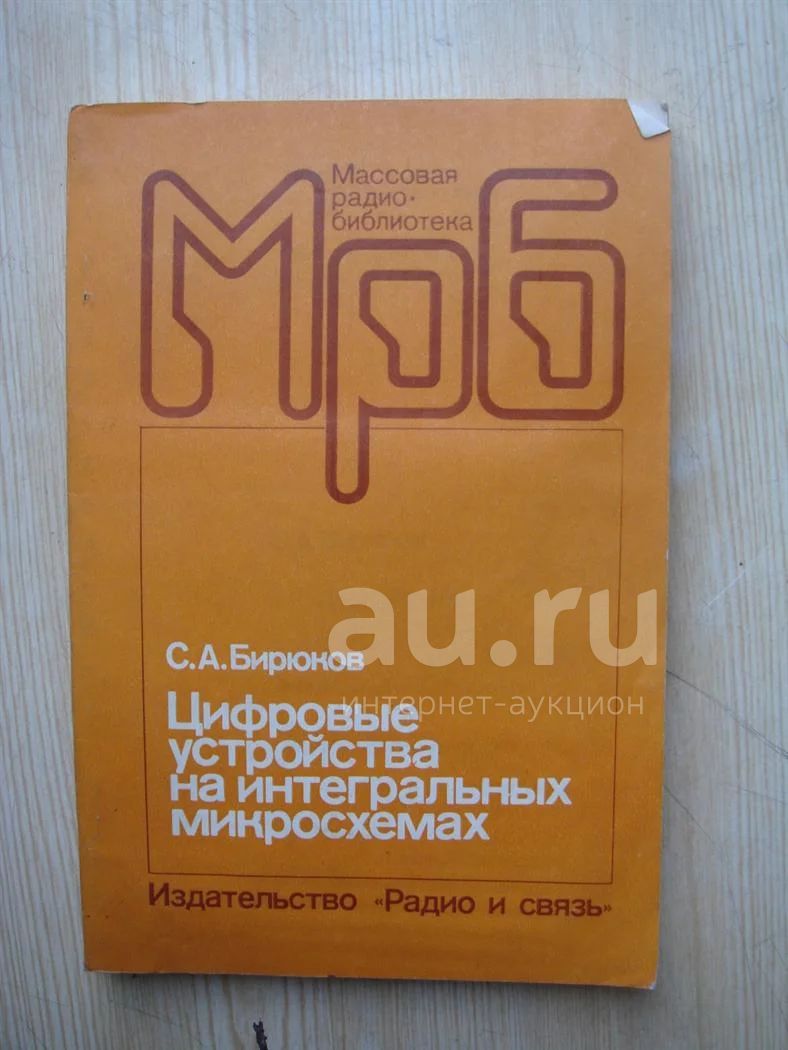 Массовая
радио-
библиотека
Мрб
au.ru
интернет-аукцион
С.А.Бирюков
Цифровые
устройства
на интегральных
микросхемах
Издательство «Радио и связь»